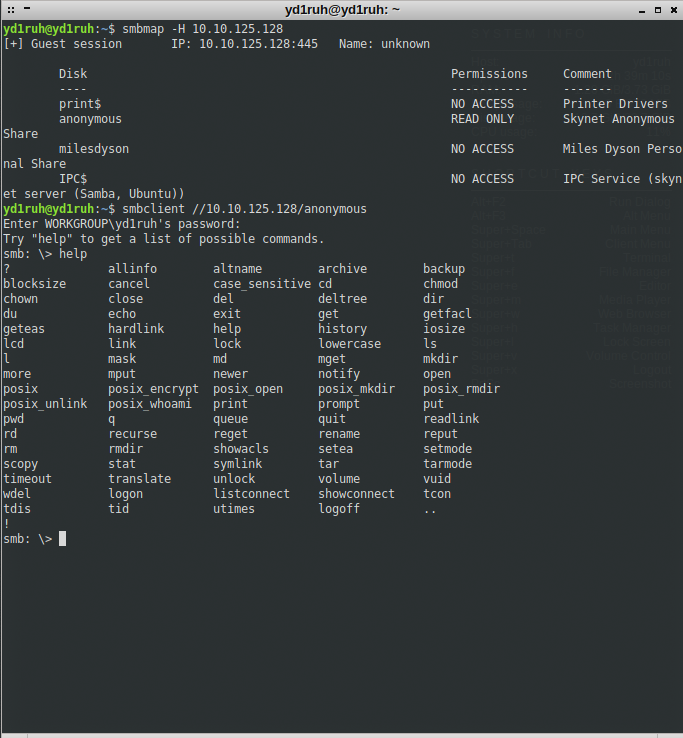 yd1ruh@yd1ruh: ~
yd1ruh@yd1ruh:~$ smbmap -H 10.10.125.128
[+] Guest session       IP: 10.10.125.128:445   Name: unknown
        Disk                                                    Permissions     Comment
        ----                                                    -----------     -------
        print$                                                  NO ACCESS       Printer Drivers
        anonymous                                               READ ONLY       Skynet Anonymous
Share
        milesdyson                                              NO ACCESS       Miles Dyson Perso
nal Share
        IPC$                                                    NO ACCESS       IPC Service (skyn
et server (Samba, Ubuntu))
yd1ruh@yd1ruh:~$ smbclient //10.10.125.128/anonymous
Enter WORKGROUP\yd1ruh's password:
Try "help" to get a list of possible commands.
smb: \> help
?              allinfo        altname        archive        backup
blocksize      cancel         case_sensitive cd             chmod
chown          close          del            deltree        dir
du             echo           exit           get            getfacl
geteas         hardlink       help           history        iosize
lcd            link           lock           lowercase      ls
l              mask           md             mget           mkdir
more           mput           newer          notify         open
posix          posix_encrypt  posix_open     posix_mkdir    posix_rmdir
posix_unlink   posix_whoami   print          prompt         put
pwd            q              queue          quit           readlink
rd             recurse        reget          rename         reput
rm             rmdir          showacls       setea          setmode
scopy          stat           symlink        tar            tarmode
timeout        translate      unlock         volume         vuid
wdel           logon          listconnect    showconnect    tcon
tdis           tid            utimes         logoff         ..
!
smb: \>